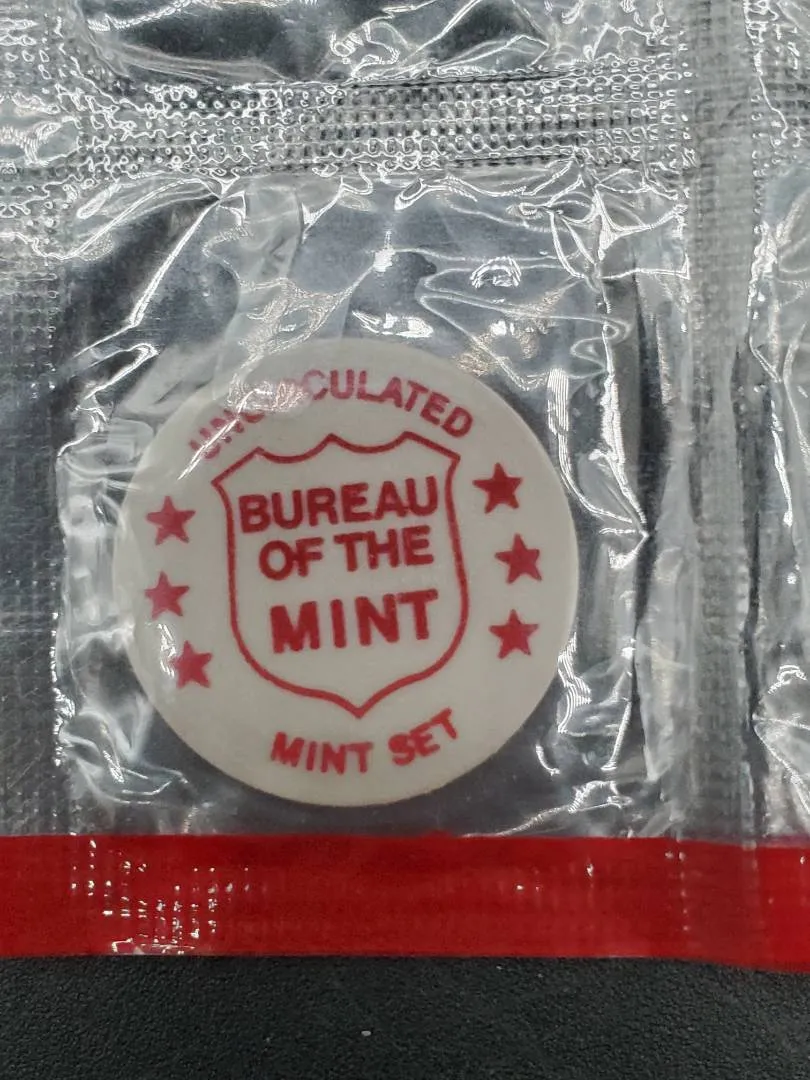 UNCIRCULATED
BUREAU
OF THE
MINT
MINT SET